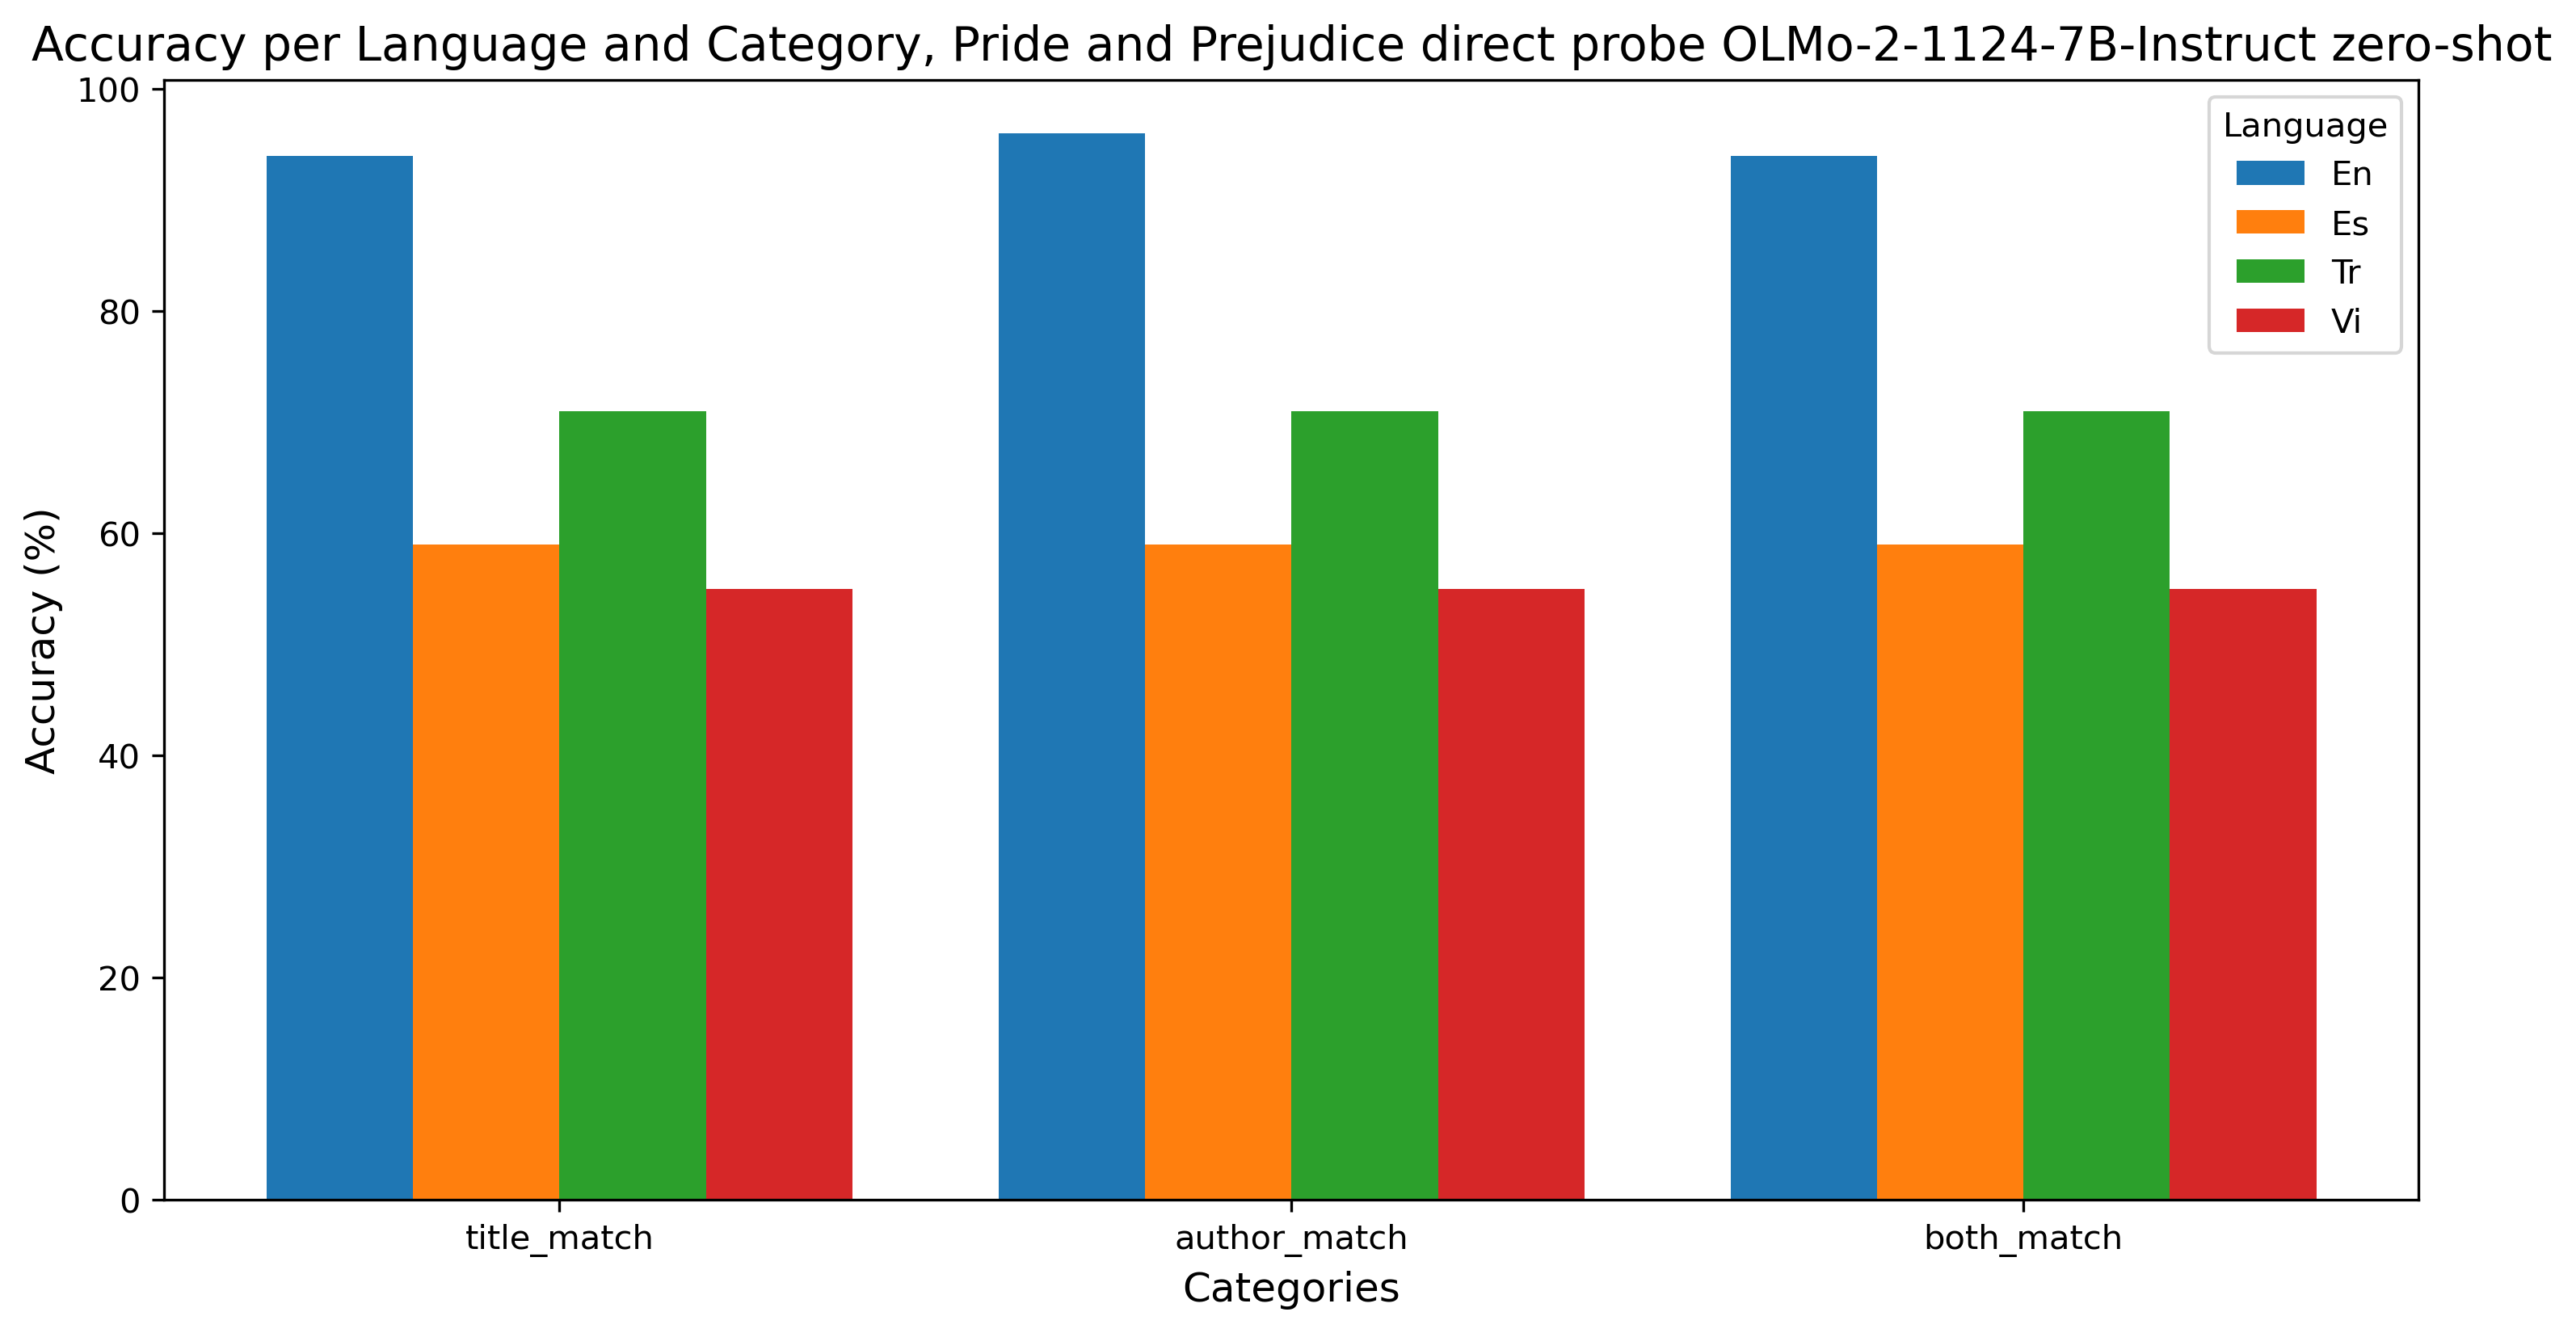 Accuracy per Language and Category, Pride and Prejudice direct probe OLMo-2-1124-7B-Instruct zero-shot
Accuracy (%)
100
80
60
40
20
0
Language
En
Es
Tr
Vi
title_match
author_match
both_match
Categories